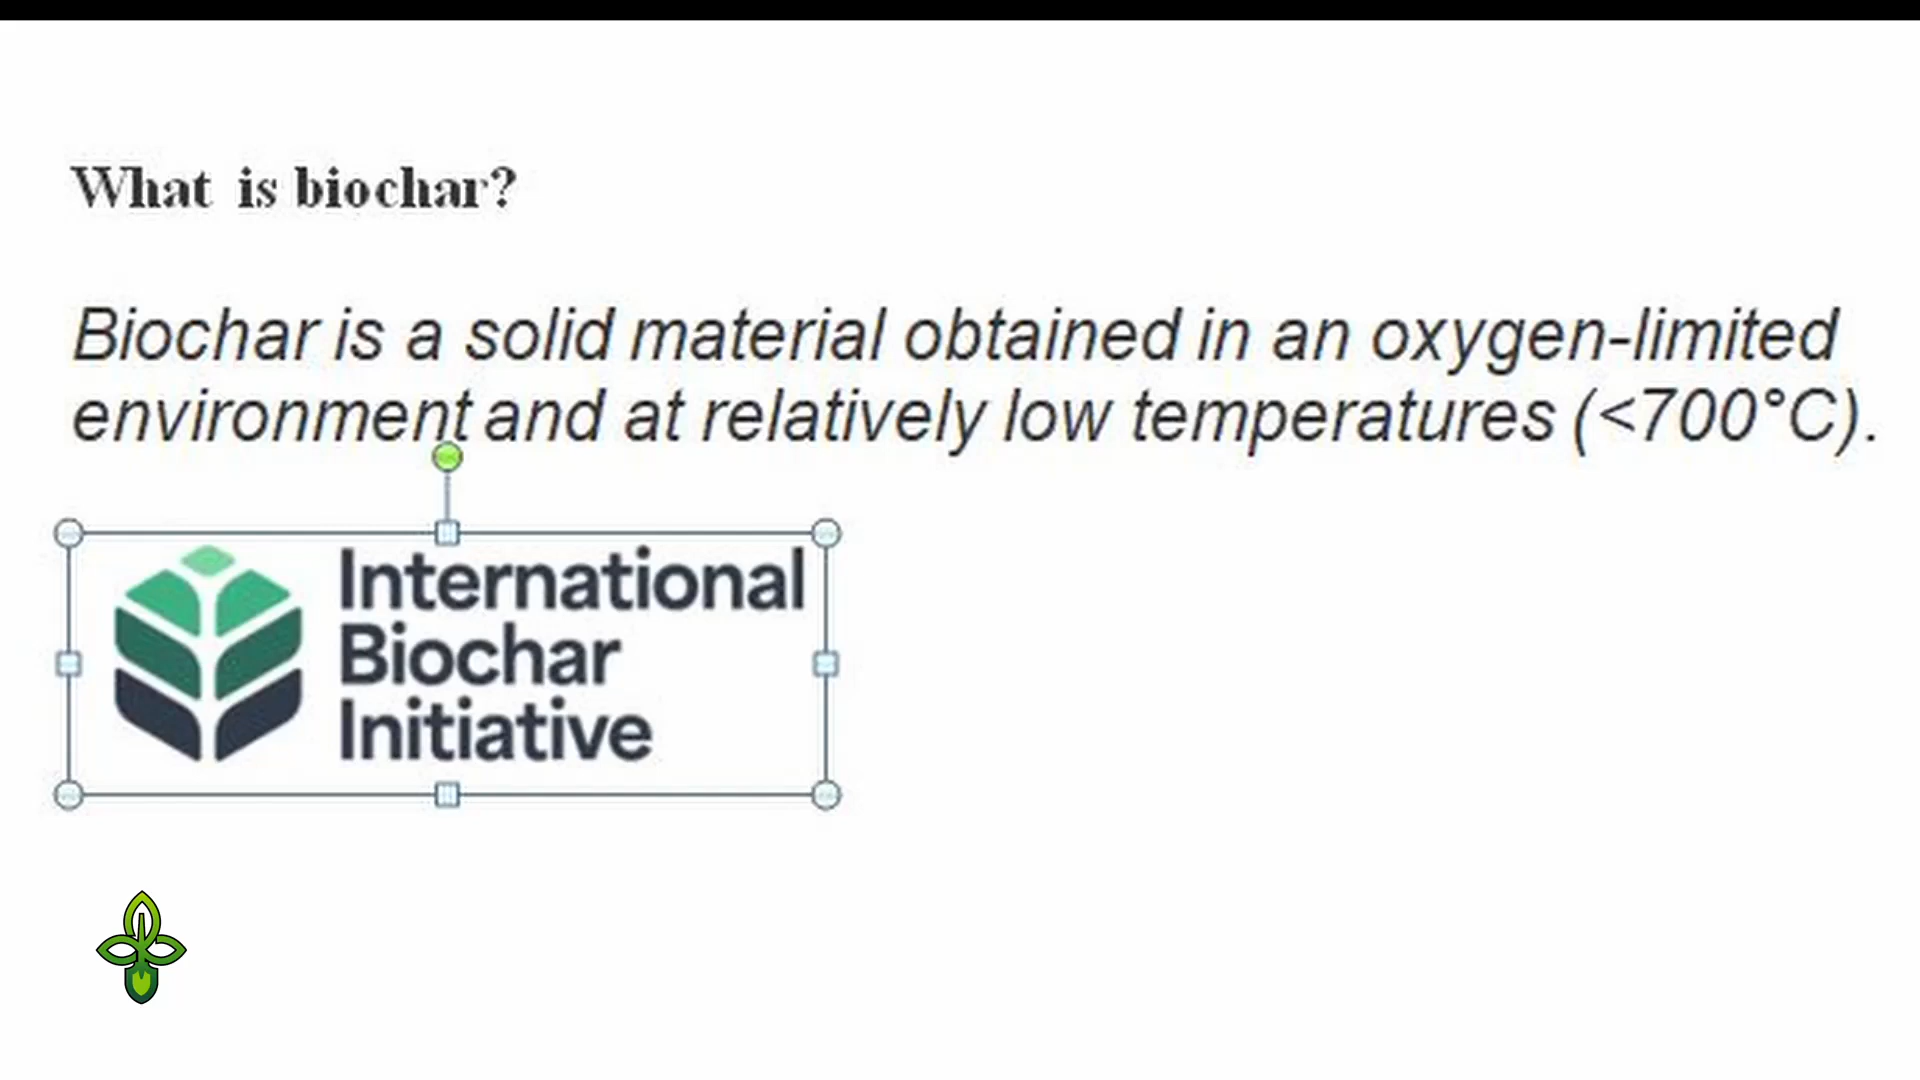 What is biochar?
Biochar is a solid material obtained in an oxygen-limited
environment and at relatively low temperatures (<700°C).
International
Biochar
Initiative